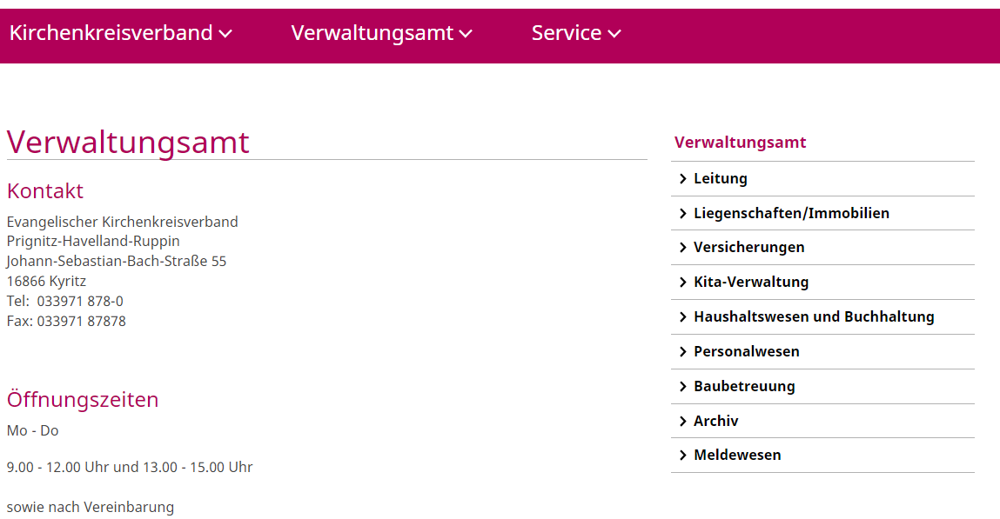 Kirchenkreisverband Verwaltungsamt Service
Verwaltungsamt
Kontakt
Evangelischer Kirchenkreisverband
Prignitz-Havelland-Ruppin
Johann-Sebastian-Bach-Straße 55
16866 Kyritz
Tel: 033971 878-0
Fax: 033971 87878
Öffnungszeiten
Mo - Do
9.00 - 12.00 Uhr und 13.00 - 15.00 Uhr
sowie nach Vereinbarung
Verwaltungsamt
Leitung
Liegenschaften/Immobilien
Versicherungen
Kita-Verwaltung
Haushaltswesen und Buchhaltung
Personalwesen
Baubetreuung
Archiv
Meldewesen